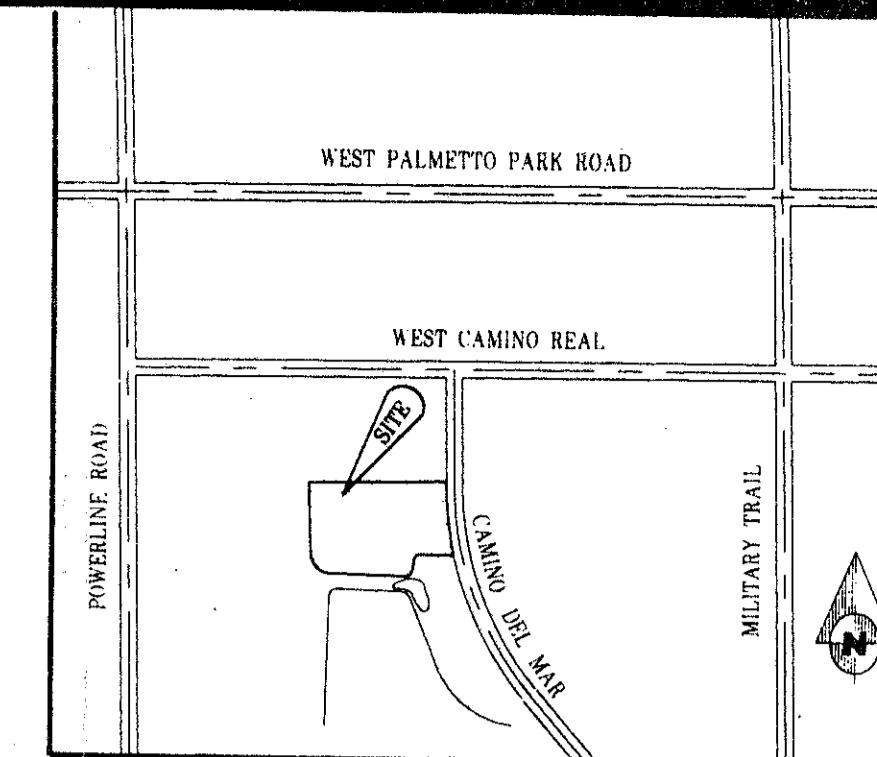 WEST PALMETTO PARK ROAD
WEST CAMINO REAL
SITE
POWERLINE ROAD
CAMINO DEL MAR
MILITARY TRAIL
N